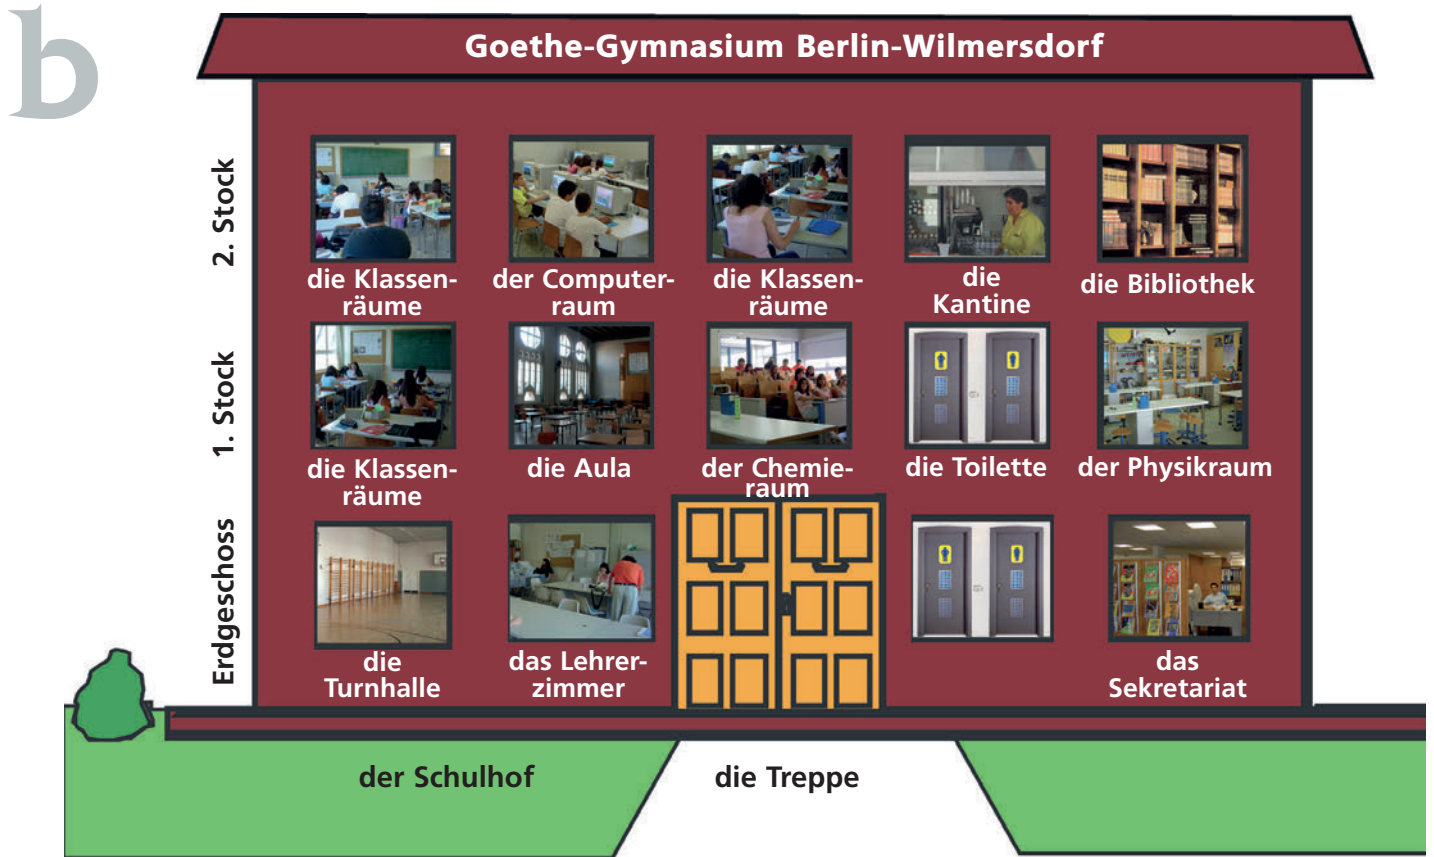 b
Goethe-Gymnasium Berlin-Wilmersdorf
2. Stock
die Klassen-
räume
der Computer-
raum
die Klassen-
räume
die
Kantine
die Bibliothek
1. Stock
die Klassen-
räume
die Aula
der Chemie-
raum
die Toilette
der Physikraum
Erdgeschoss
die
Turnhalle
das Lehrer-
zimmer
das
Sekretariat
der Schulhof
die Treppe